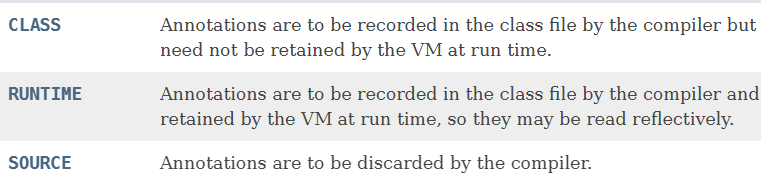 CLASS Annotations are to be recorded in the class file by the compiler but
need not be retained by the VM at run time.
RUNTIME Annotations are to be recorded in the class file by the compiler and
retained by the VM at run time, so they may be read reflectively.
SOURCE Annotations are to be discarded by the compiler.